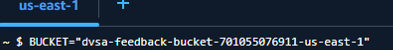 us-east-1 +
~ $ BUCKET="dvsa-feedback-bucket-701055076911-us-east-1"